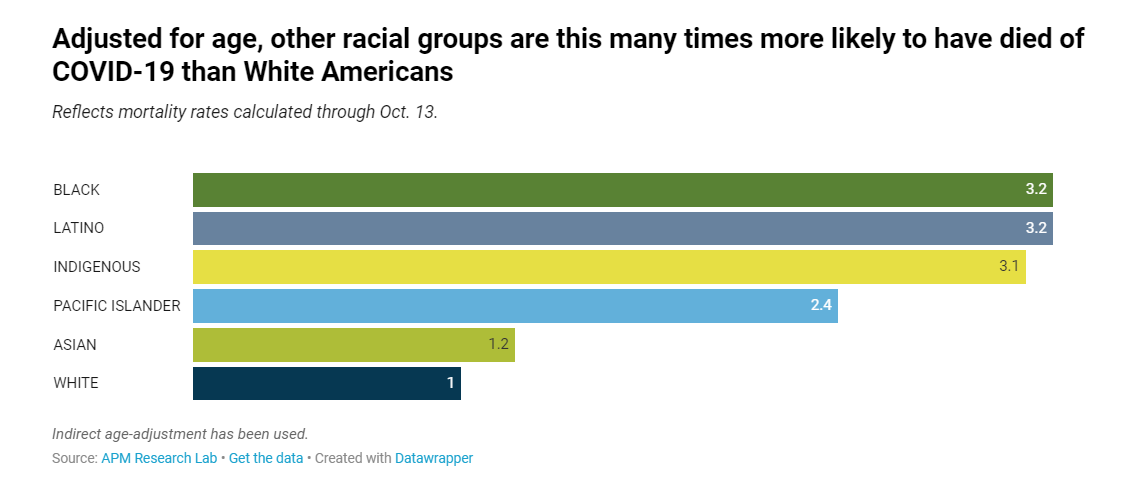 Adjusted for age, other racial groups are this many times more likely to have died of
COVID-19 than White Americans
Reflects mortality rates calculated through Oct. 13.
BLACK 3.2
LATINO 3.2
INDIGENOUS 3.1
PACIFIC ISLANDER 2.4
ASIAN 1.2
WHITE 1
Indirect age-adjustment has been used.
Source: APM Research Lab • Get the data • Created with Datawrapper